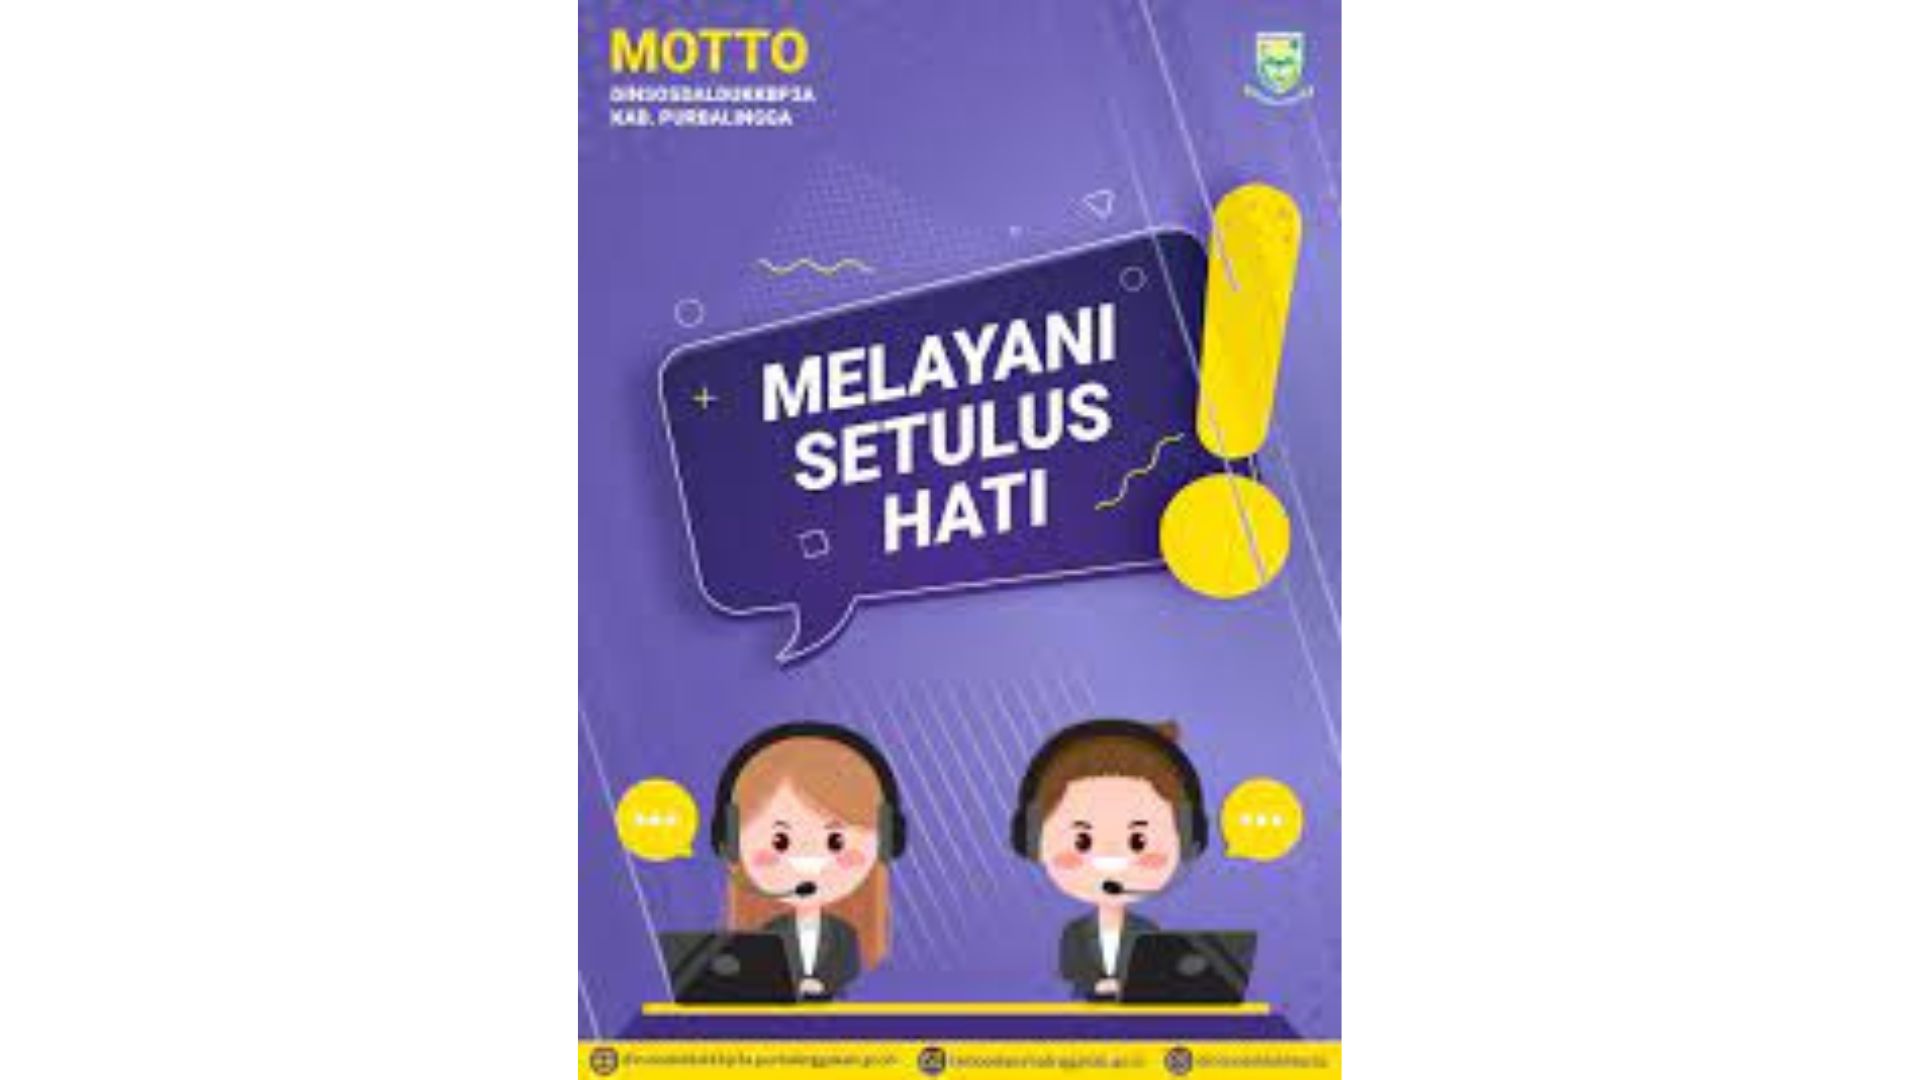 MOTTO
DINSOSDALDUKKBP3A
KAB. PURBALINGGA
MELAYANI
SETULUS
HATI